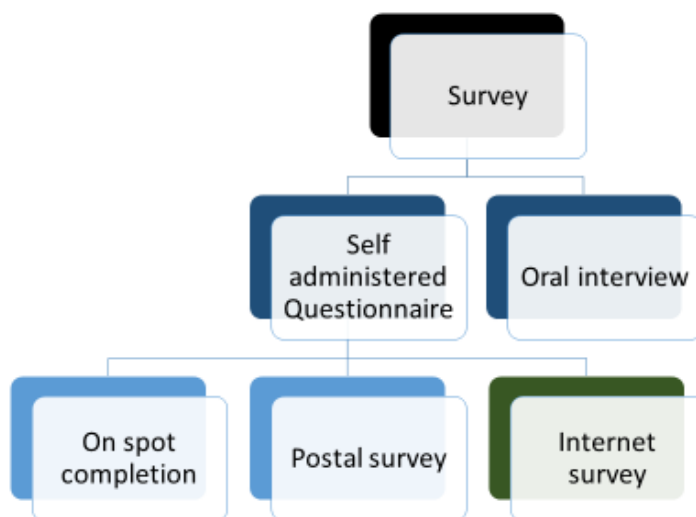 Survey
Self
administered
Questionnaire
Oral interview
On spot
completion
Postal survey
Internet
survey